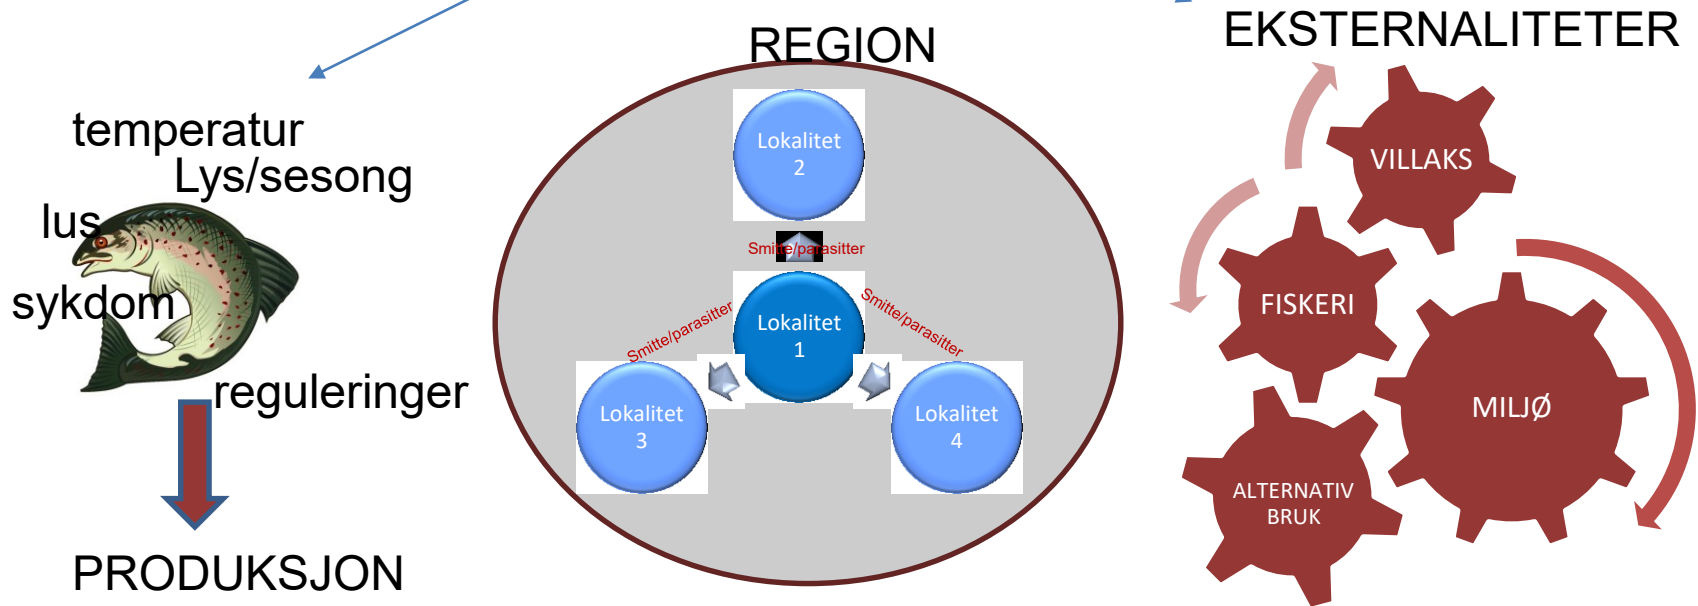 temperatur
Lys/sesong
lus
sykdom
reguleringer
PRODUKSJON
REGION
Lokalitet
2
Smitte/parasitter
Lokalitet
1
Smitte/parasitter
Smitte/parasitter
Lokalitet
3
Lokalitet
4
EKSTERNALITETER
VILLAKS
FISKERI
MILJØ
ALTERNATIV
BRUK